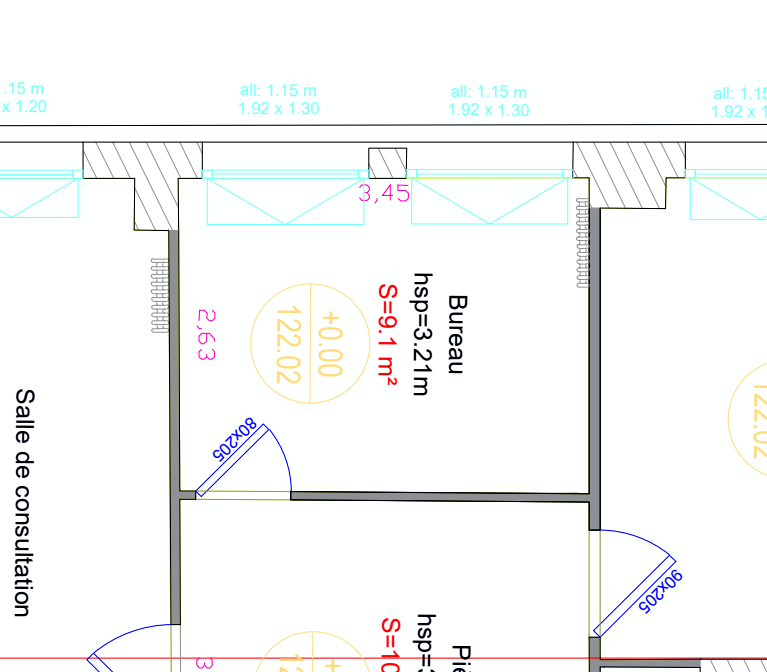 .15 m
x 1.20
all: 1.15 m
1.92 x 1.30
all: 1.15 m
1.92 x 1.30
all: 1.15
1.92 x
3,45
2,63
+0.00
122.02
Bureau
hsp=3.21m
S=9.1 m²
80x205
Salle de consultation
122.02
90x205
hsp=
S=10
3